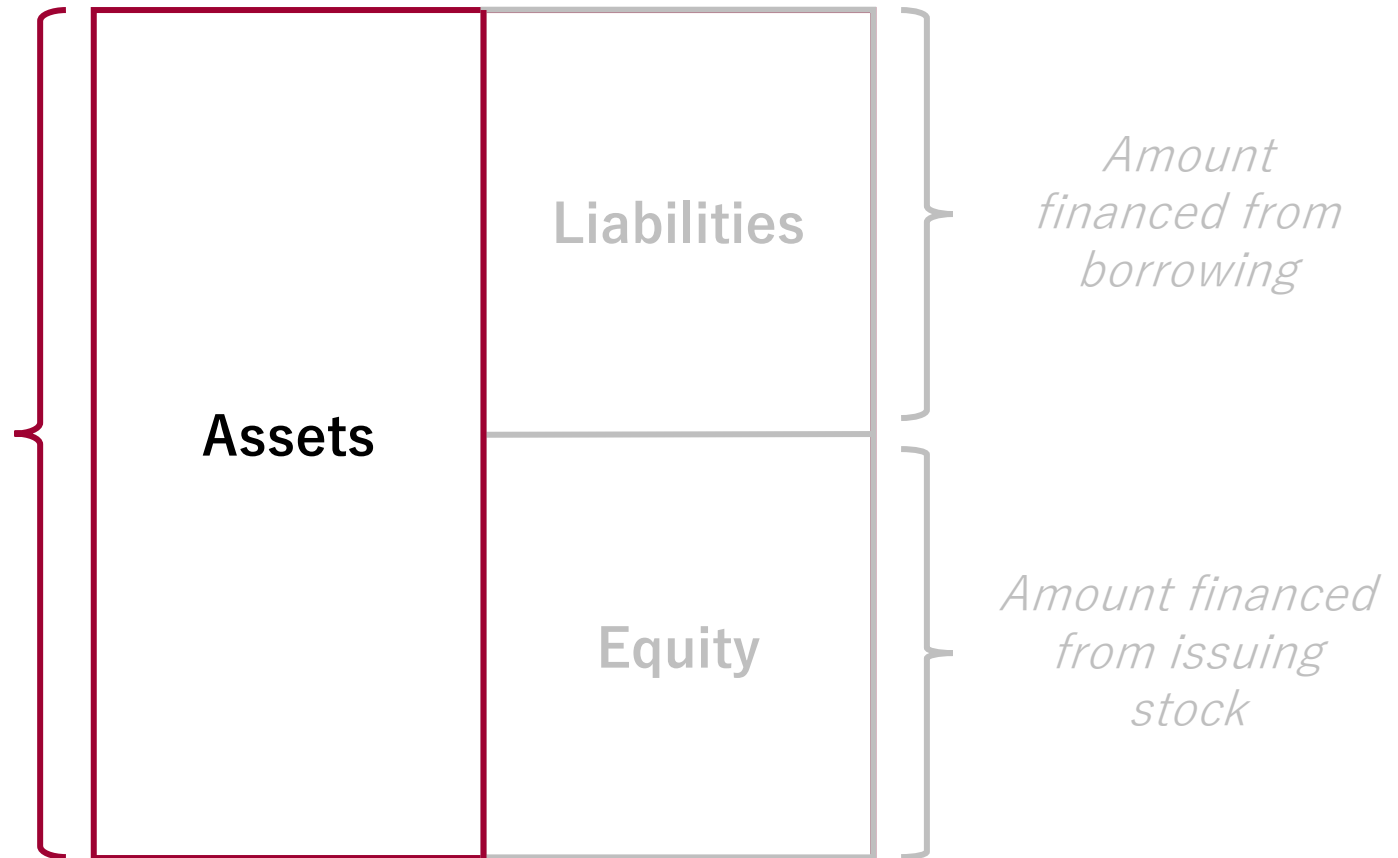 Assets
Liabilities
Amount
financed from
borrowing
Equity
Amount financed
from issuing
stock